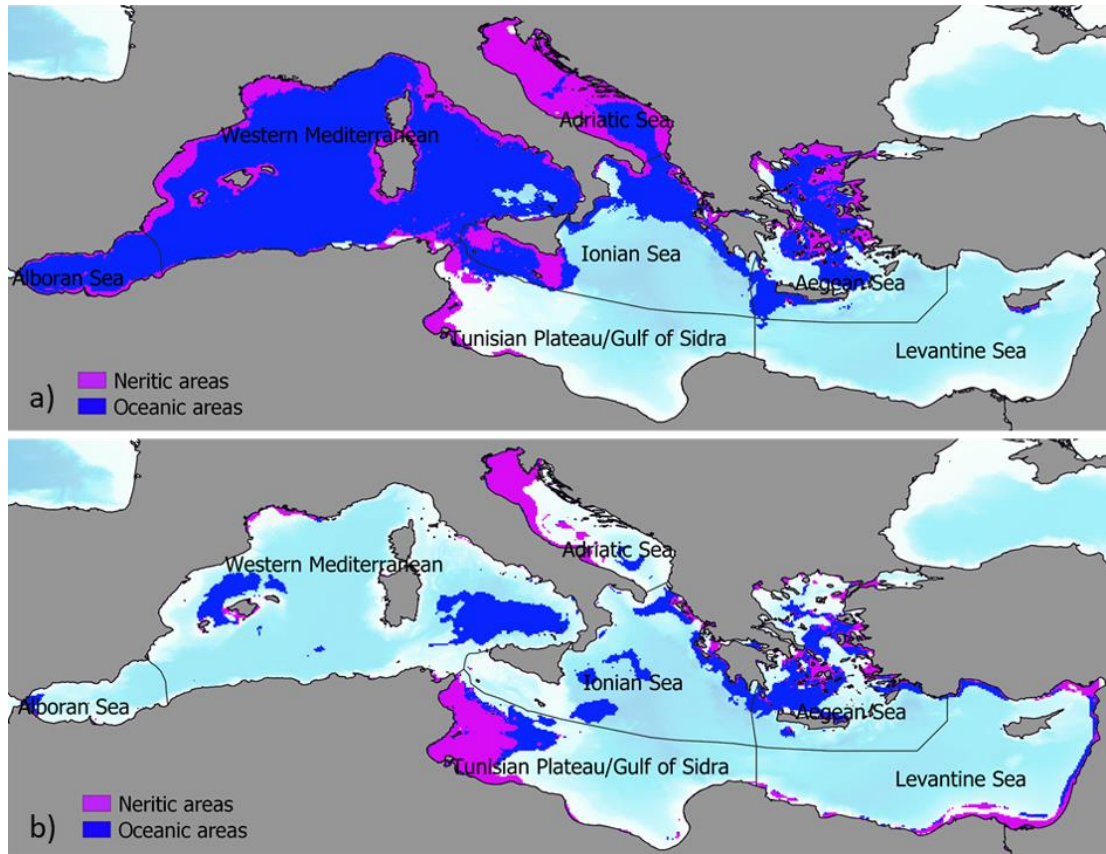 Adriatic Sea
Western Mediterranean
Ionian Sea
Alboran Sea
Aegean Sea
Tunisian Plateau/Gulf of Sidra
Levantine Sea
Neritic areas
a)
Oceanic areas
Adriatic Sea
Western Mediterranean
Ionian Sea
Alboran Sea
Aegean Sea
Tunisian Plateau/Gulf of Sidra
Levantine Sea
Neritic areas
b)
Oceanic areas